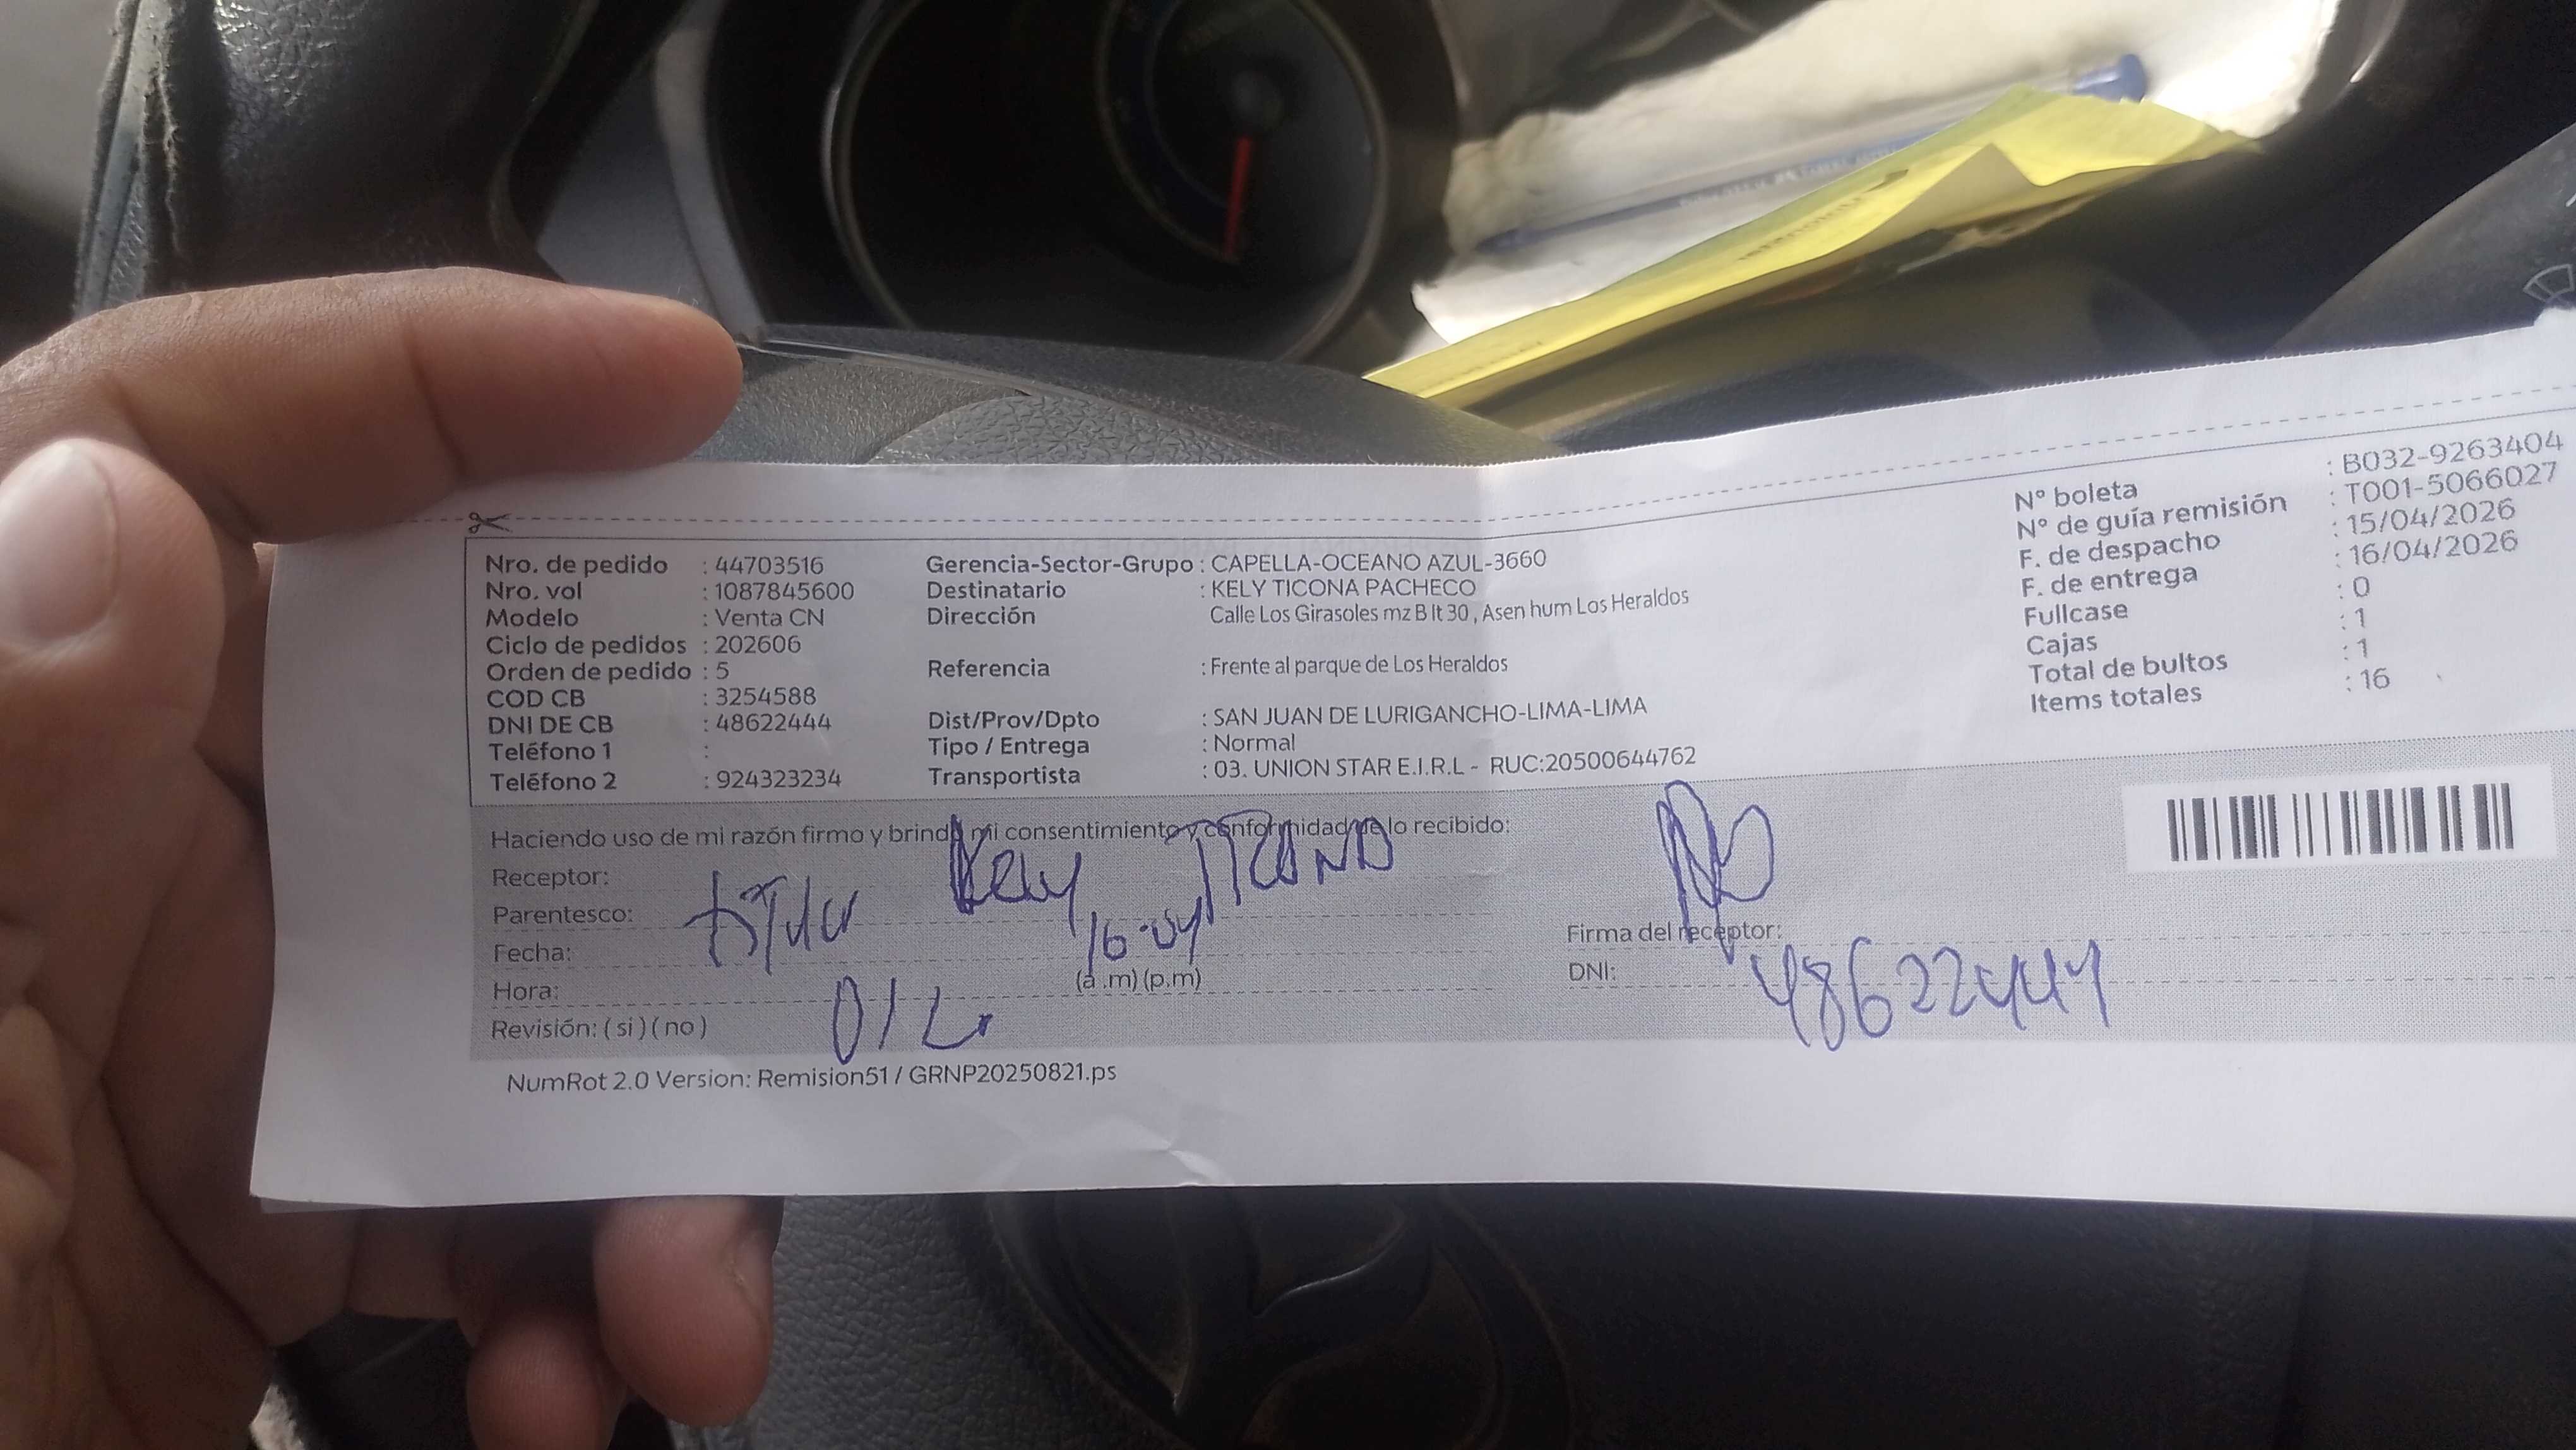 Nro. de pedido : 44703516
Nro. vol : 1087845600
Modelo : Venta CN
Ciclo de pedidos : 202606
Orden de pedido : 5
COD CB : 3254588
DNI DE CB : 48622444
Teléfono 1 :
Teléfono 2 : 924323234
Gerencia-Sector-Grupo : CAPELLA-OCEANO AZUL-3660
Destinatario : KELY TICONA PACHECO
Dirección Calle Los Girasoles mz B lt 30 , Asen hum Los Heraldos
Referencia : Frente al parque de Los Heraldos
Dist/Prov/Dpto : SAN JUAN DE LURIGANCHO-LIMA-LIMA
Tipo / Entrega : Normal
Transportista : 03. UNION STAR E.I.R.L - RUC:20500644762
N° boleta : B032-9263404
N° de guía remisión : T001-5066027
F. de despacho : 15/04/2026
F. de entrega : 16/04/2026
Fullcase : 0
Cajas : 1
Total de bultos : 1
Items totales : 16
Haciendo uso de mi razón firmo y brindo mi consentimiento y conformidad de lo recibido:
Receptor: Kely TICONA
Parentesco:
Fecha: 16-04
Hora: (a .m) (p.m)
Revisión: ( si ) ( no )
Firma del receptor:
DNI: 48622444
NumRot 2.0 Version: Remision51 / GRNP20250821.ps